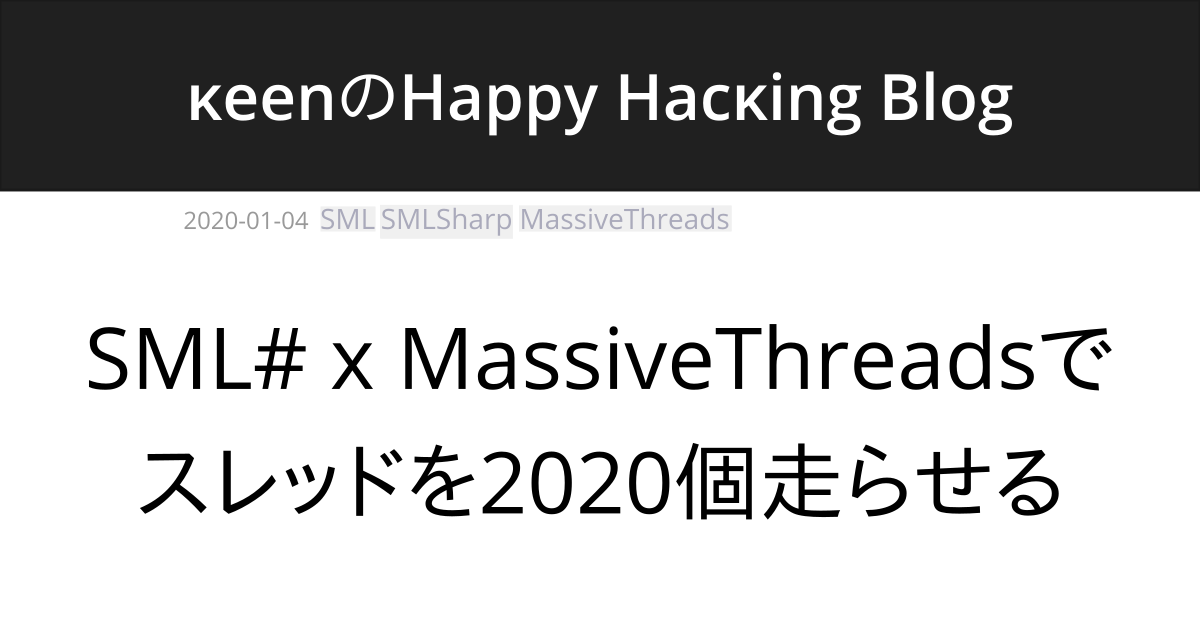 κeenのHappy Hacκing Blog
2020-01-04 SML SMLSharp MassiveThreads
SML# x MassiveThreadsで
スレッドを2020個走らせる